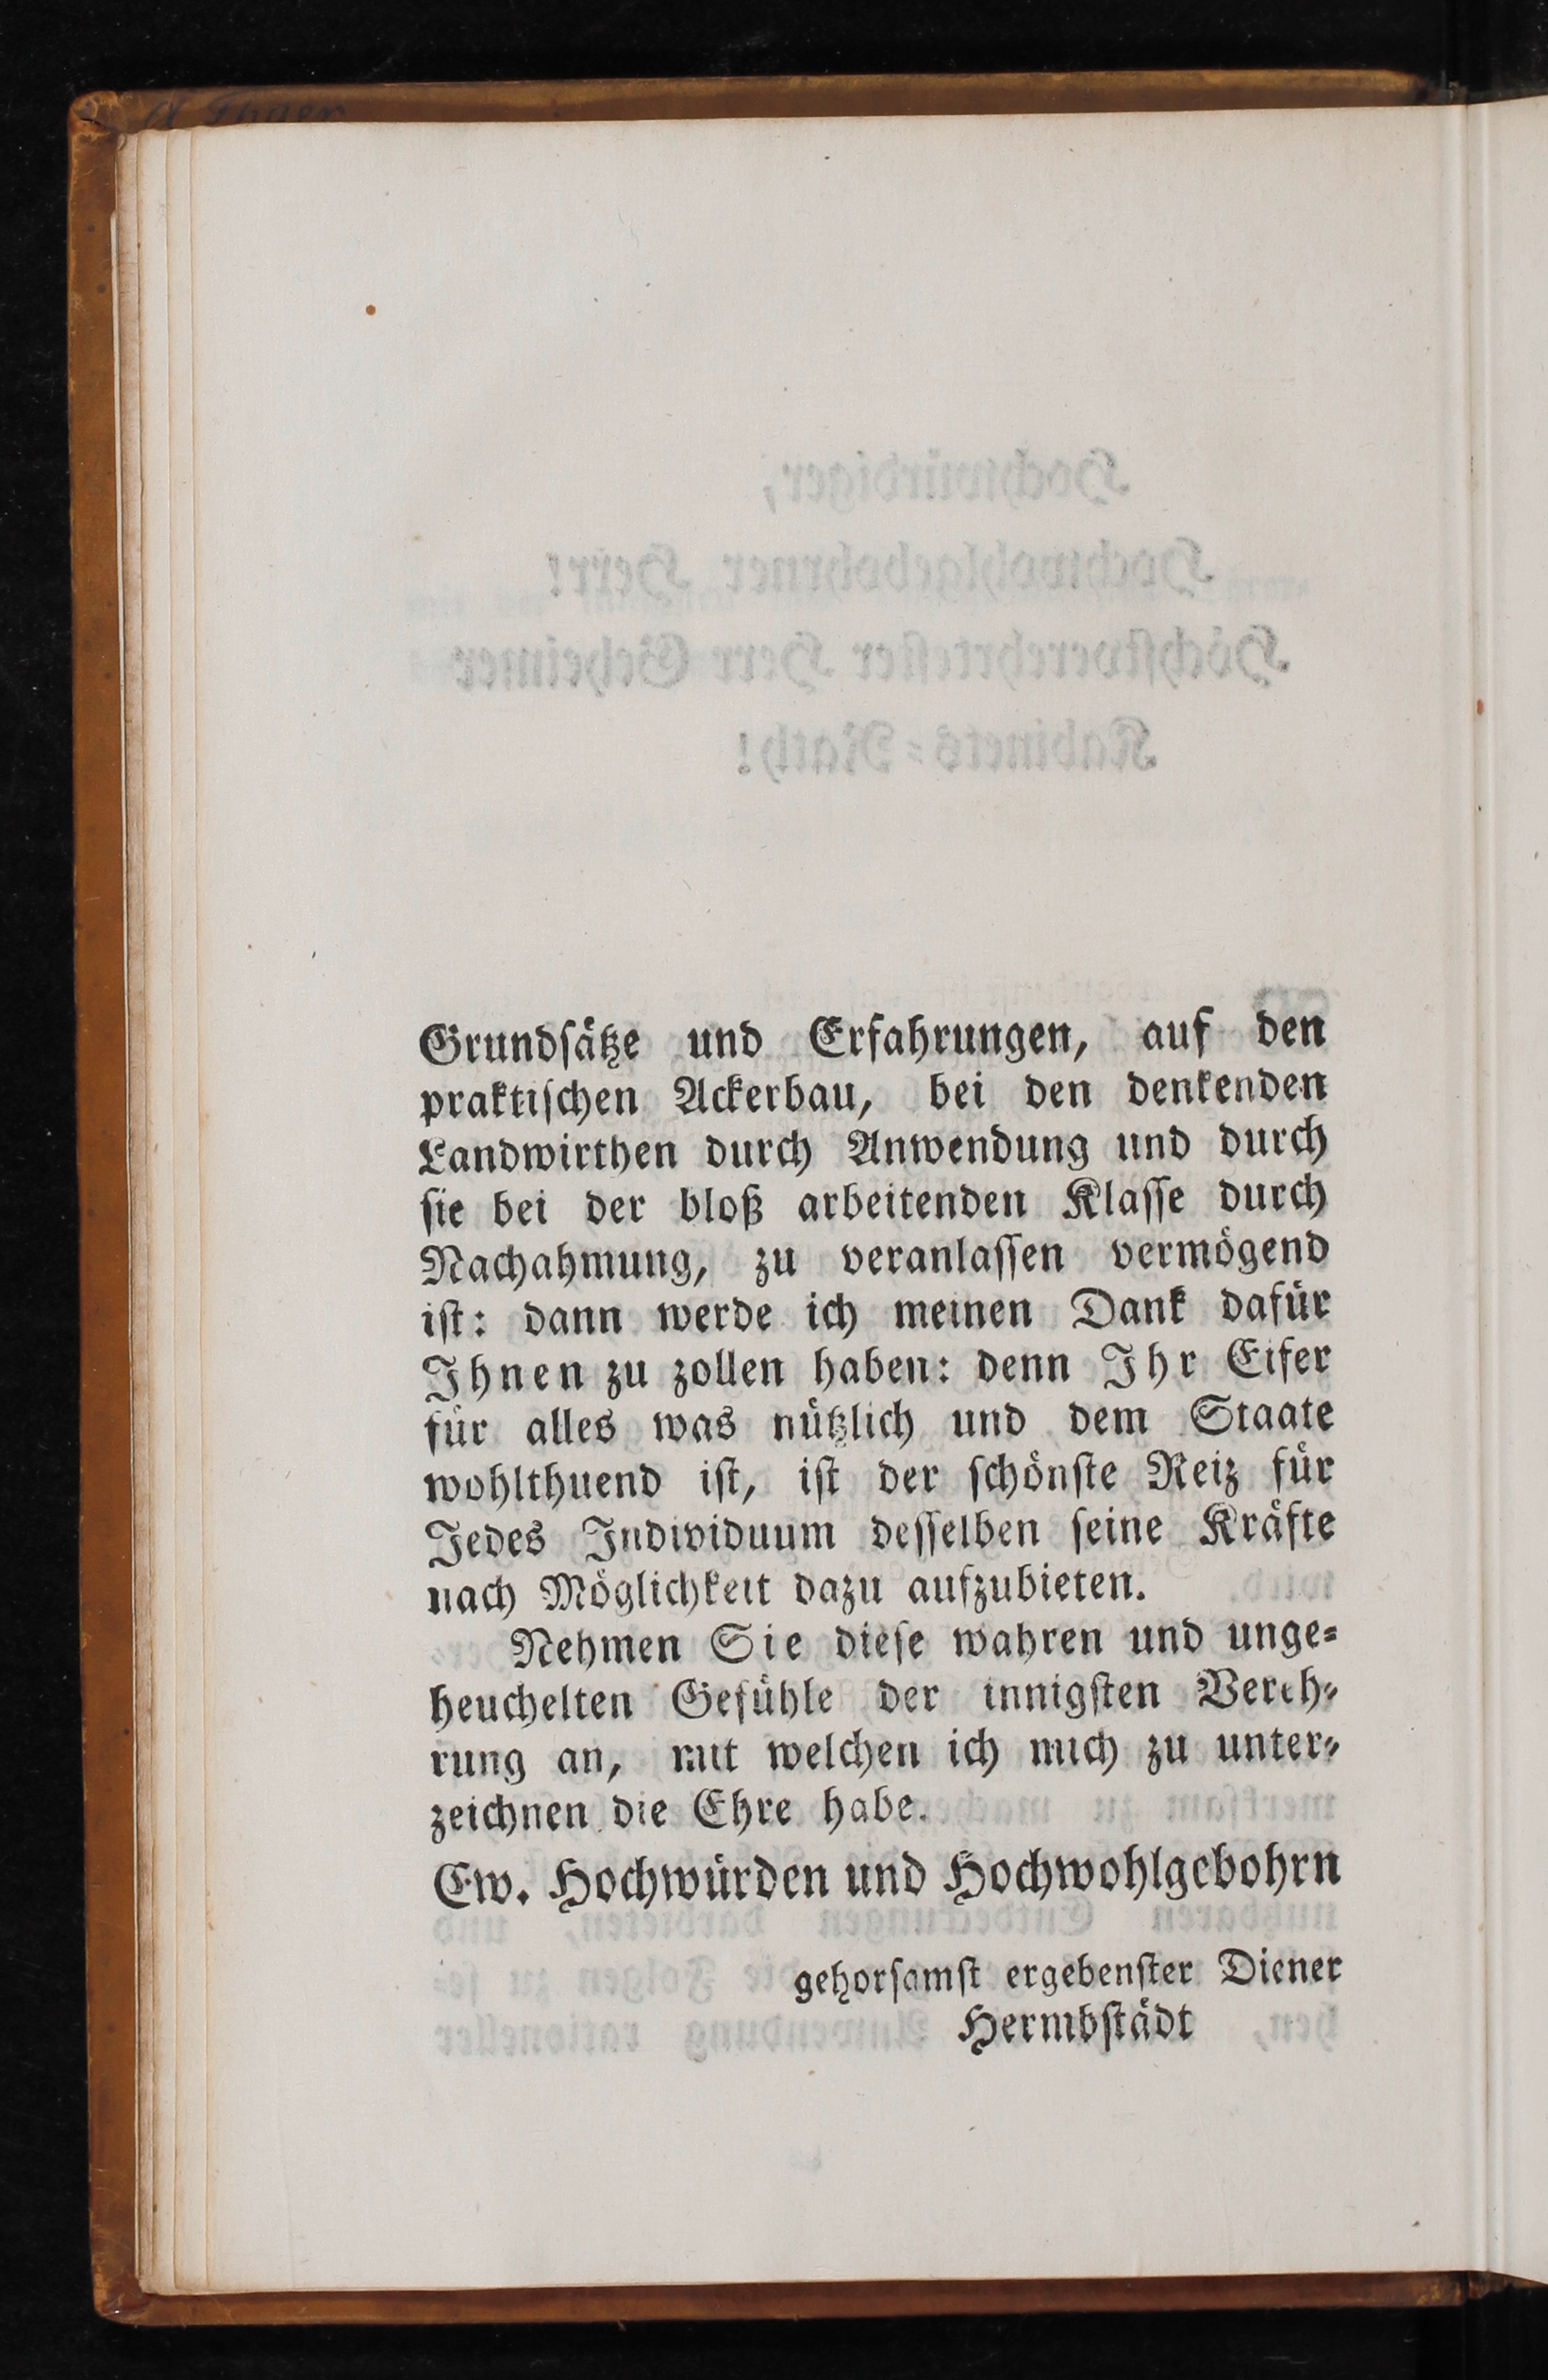 Grundſätze und Erfahrungen, auf den
praktiſchen Ackerbau, bei den denkenden
Landwirthen durch Anwendung und durch
ſie bei der bloß arbeitenden Klaſſe durch
Nachahmung, zu veranlaſſen vermögend
iſt: dann werde ich meinen Dank dafür
Ihnen zu zollen haben: denn Ihr Eifer
für alles was nützlich und dem Staate
wohlthuend iſt, iſt der ſchönſte Reiz für
Jedes Individuum deſſelben ſeine Kräfte
nach Möglichkeit dazu aufzubieten.
Nehmen Sie dieſe wahren und unge-
heuchelten Gefühle der innigſten Vereh-
rung an, mit welchen ich mich zu unter-
zeichnen die Ehre habe.
Ew. Hochwürden und Hochwohlgebohrn
gehorſamſt ergebenſter Diener
Hermbſtädt